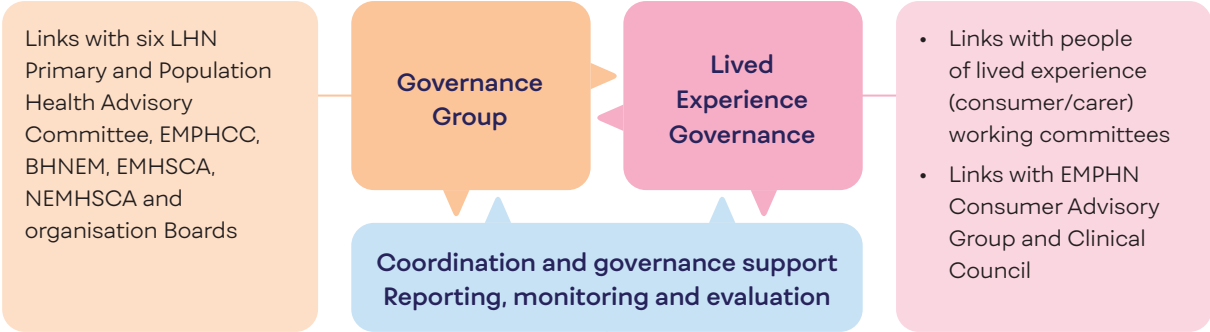 Links with six LHN
Primary and Population
Health Advisory
Committee, EMPHCC,
BHNEM, EMHSCA,
NEMHSCA and
organisation Boards
Governance
Group
Lived
Experience
Governance
• Links with people
of lived experience
(consumer/carer)
working committees
• Links with EMPHN
Consumer Advisory
Group and Clinical
Council
Coordination and governance support
Reporting, monitoring and evaluation